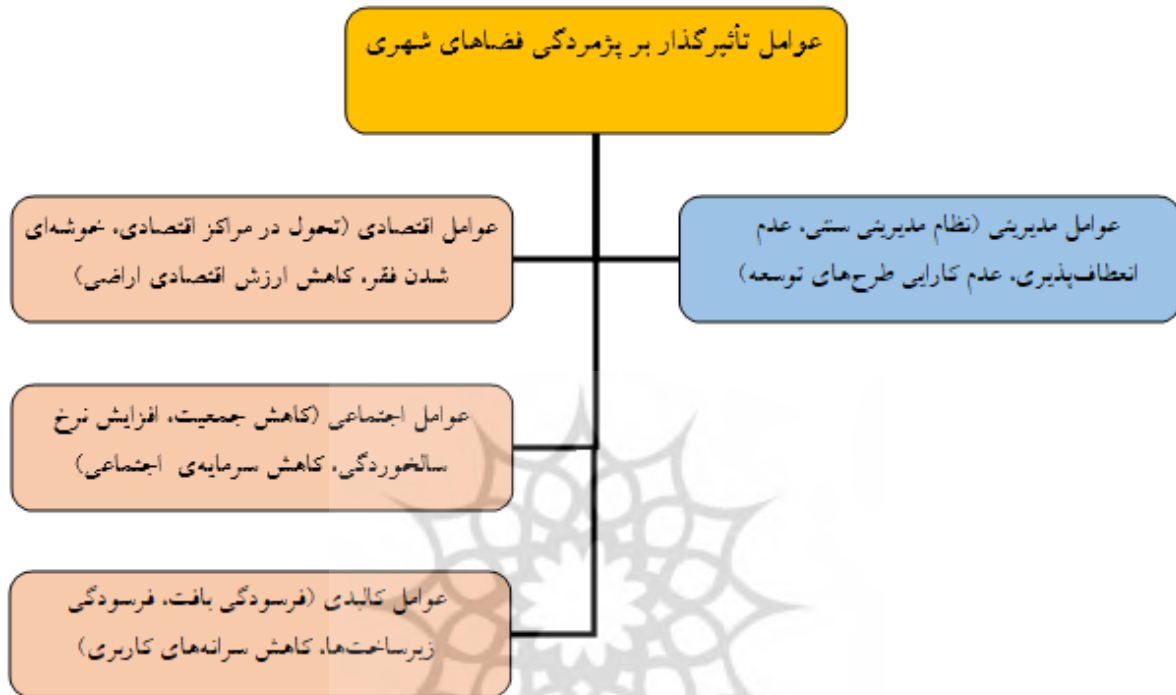 عوامل تأثیرگذار بر پژمردگی فضاهای شهری
عوامل مدیریتی (نظام مدیریتی سنتی، عدم
انعطاف‌پذیری، عدم کارایی طرح‌های توسعه)
عوامل اقتصادی (تحول در مراکز اقتصادی، خوشه‌ای
شدن فقر، کاهش ارزش اقتصادی اراضی)
عوامل اجتماعی (کاهش جمعیت، افزایش نرخ
سالخوردگی، کاهش سرمایه‌ی اجتماعی)
عوامل کالبدی (فرسودگی بافت، فرسودگی
زیرساخت‌ها، کاهش سرانه‌های کاربری)